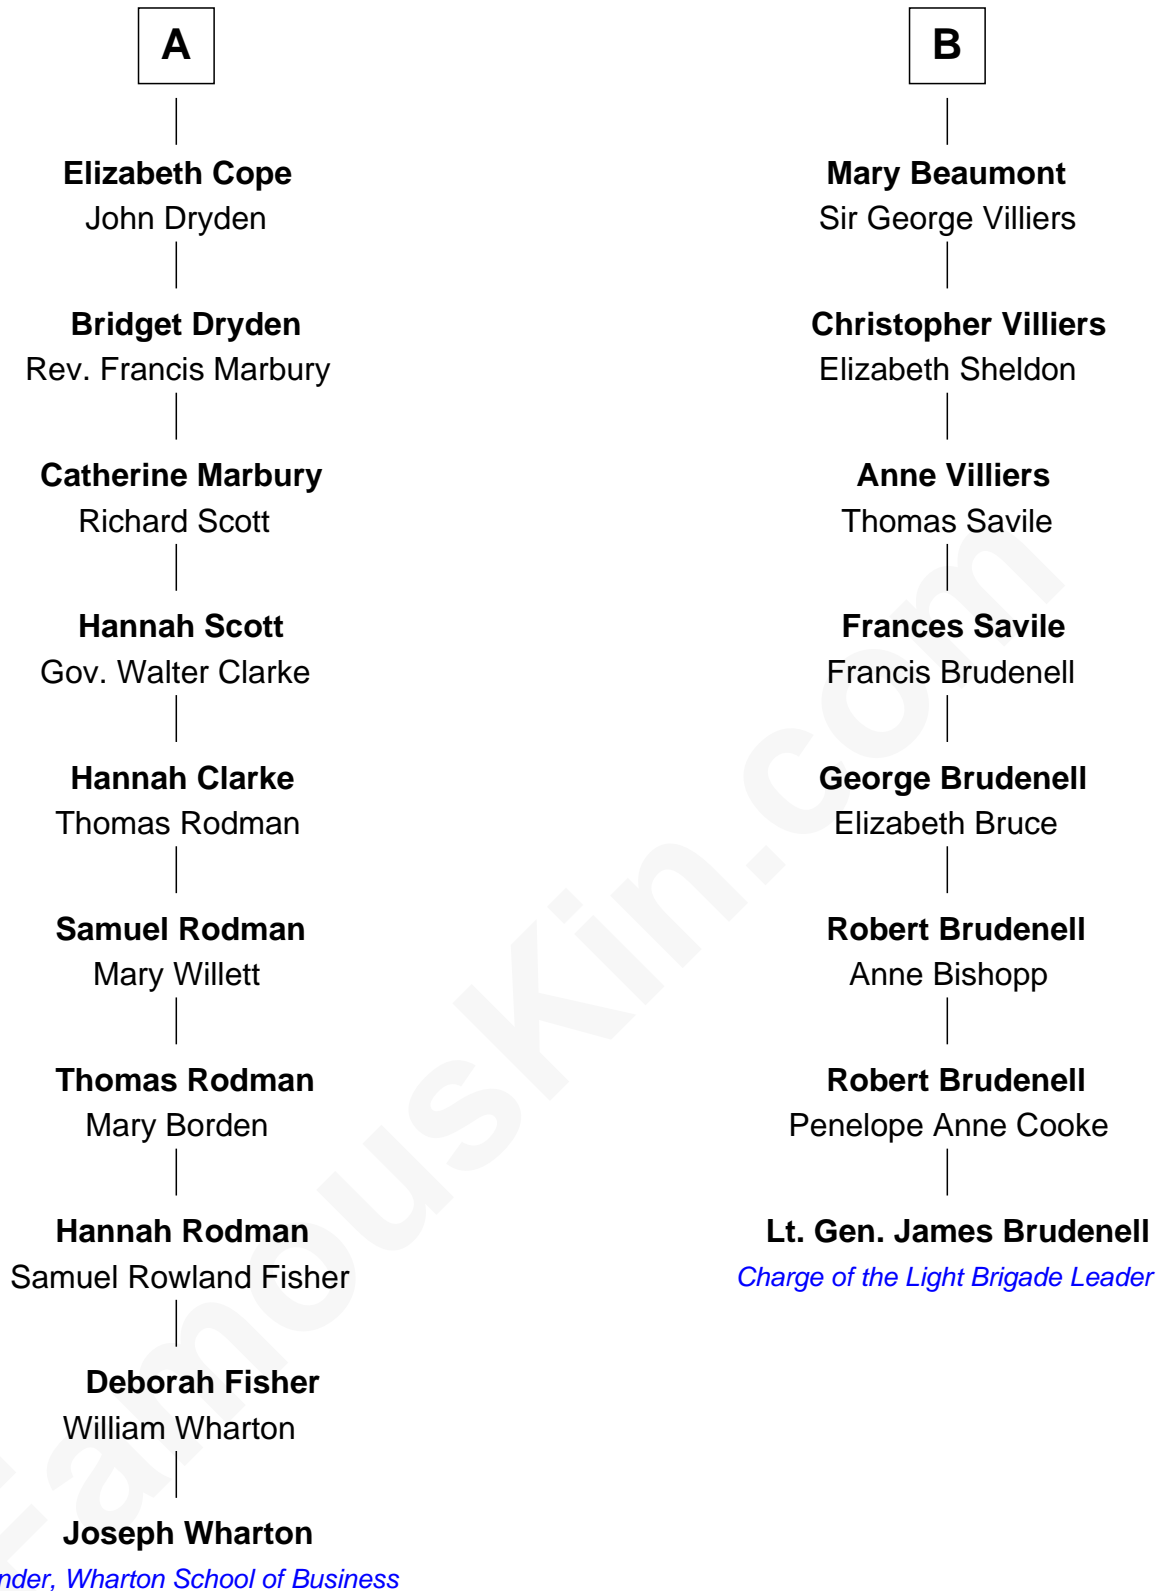 A
Elizabeth Cope
John Dryden
Bridget Dryden
Rev. Francis Marbury
Catherine Marbury
Richard Scott
Hannah Scott
Gov. Walter Clarke
Hannah Clarke
Thomas Rodman
Samuel Rodman
Mary Willett
Thomas Rodman
Mary Borden
Hannah Rodman
Samuel Rowland Fisher
Deborah Fisher
William Wharton
Joseph Wharton
nder, Wharton School of Business
B
Mary Beaumont
Sir George Villiers
Christopher Villiers
Elizabeth Sheldon
Anne Villiers
Thomas Savile
Frances Savile
Francis Brudenell
George Brudenell
Elizabeth Bruce
Robert Brudenell
Anne Bishopp
Robert Brudenell
Penelope Anne Cooke
Lt. Gen. James Brudenell
Charge of the Light Brigade Leader
FamousKin.com